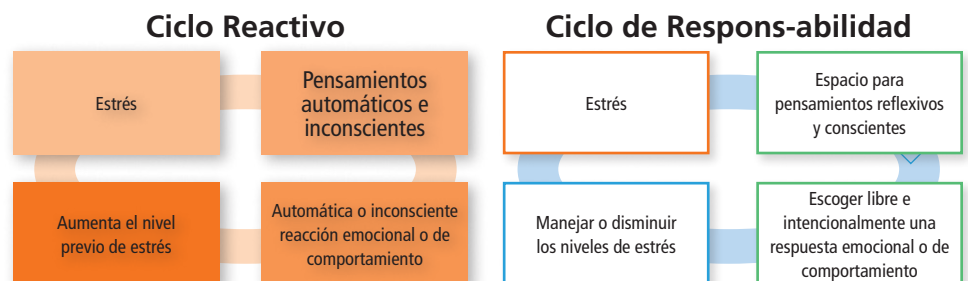 Ciclo Reactivo
Estrés
Pensamientos
automáticos e
inconscientes
Aumenta el nivel
previo de estrés
Automática o inconsciente
reacción emocional o de
comportamiento
Ciclo de Respons-abilidad
Estrés
Espacio para
pensamientos reflexivos
y conscientes
Manejar o disminuir
los niveles de estrés
Escoger libre e
intencionalmente una
respuesta emocional o de
comportamiento